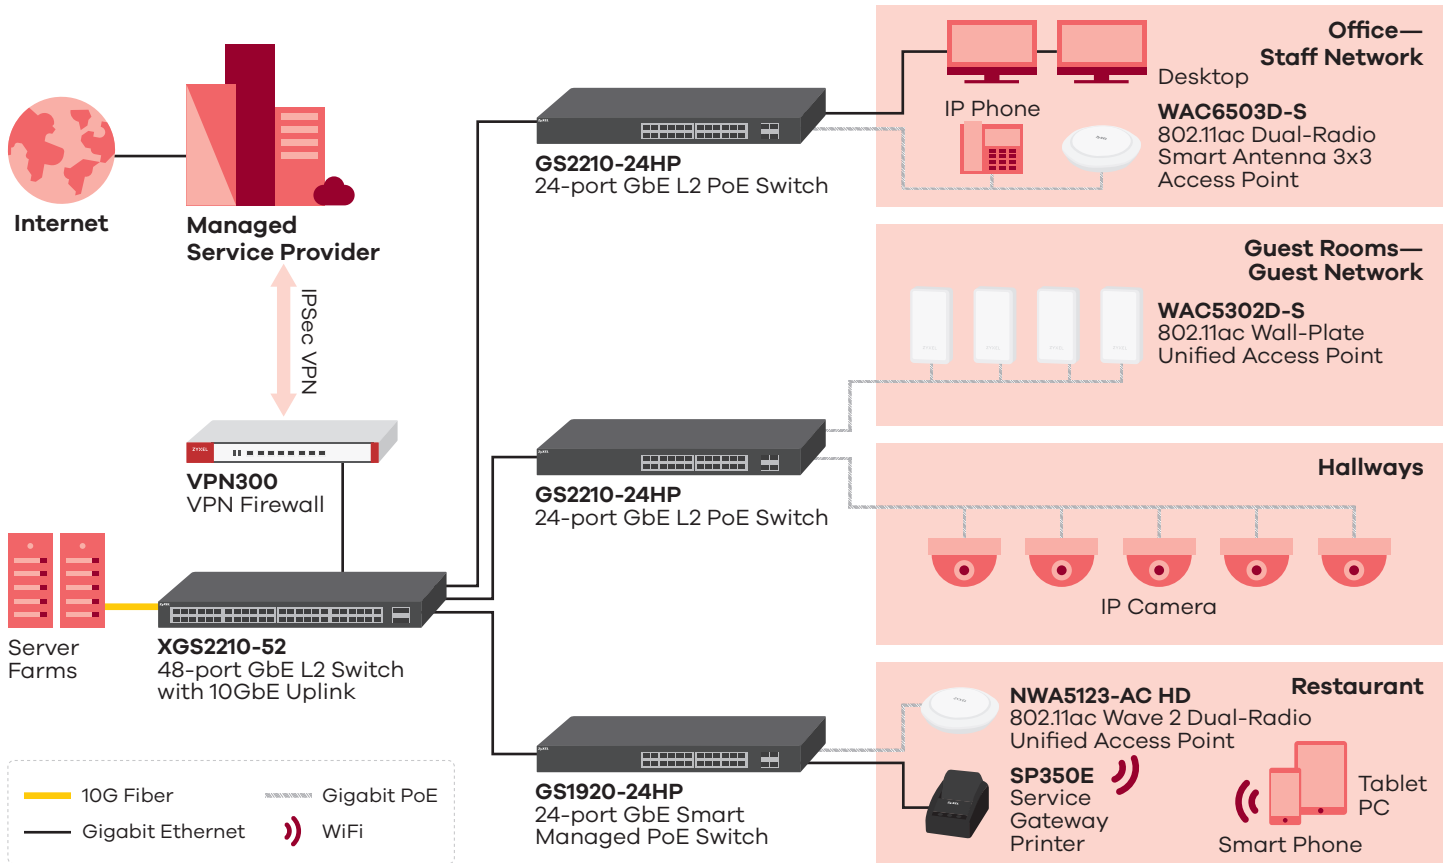 Office—
Staff Network
Desktop
IP Phone
WAC6503D-S
802.11ac Dual-Radio
Smart Antenna 3x3
Access Point
GS2210-24HP
24-port GbE L2 PoE Switch
Internet
Managed
Service Provider
IPSec VPN
Guest Rooms—
Guest Network
WAC5302D-S
802.11ac Wall-Plate
Unified Access Point
ZYXEL
VPN300
VPN Firewall
GS2210-24HP
24-port GbE L2 PoE Switch
Hallways
IP Camera
Server
Farms
XGS2210-52
48-port GbE L2 Switch
with 10GbE Uplink
Restaurant
NWA5123-AC HD
802.11ac Wave 2 Dual-Radio
Unified Access Point
SP350E
Service
Gateway
Printer
Tablet
PC
Smart Phone
GS1920-24HP
24-port GbE Smart
Managed PoE Switch
10G Fiber
Gigabit PoE
Gigabit Ethernet
WiFi